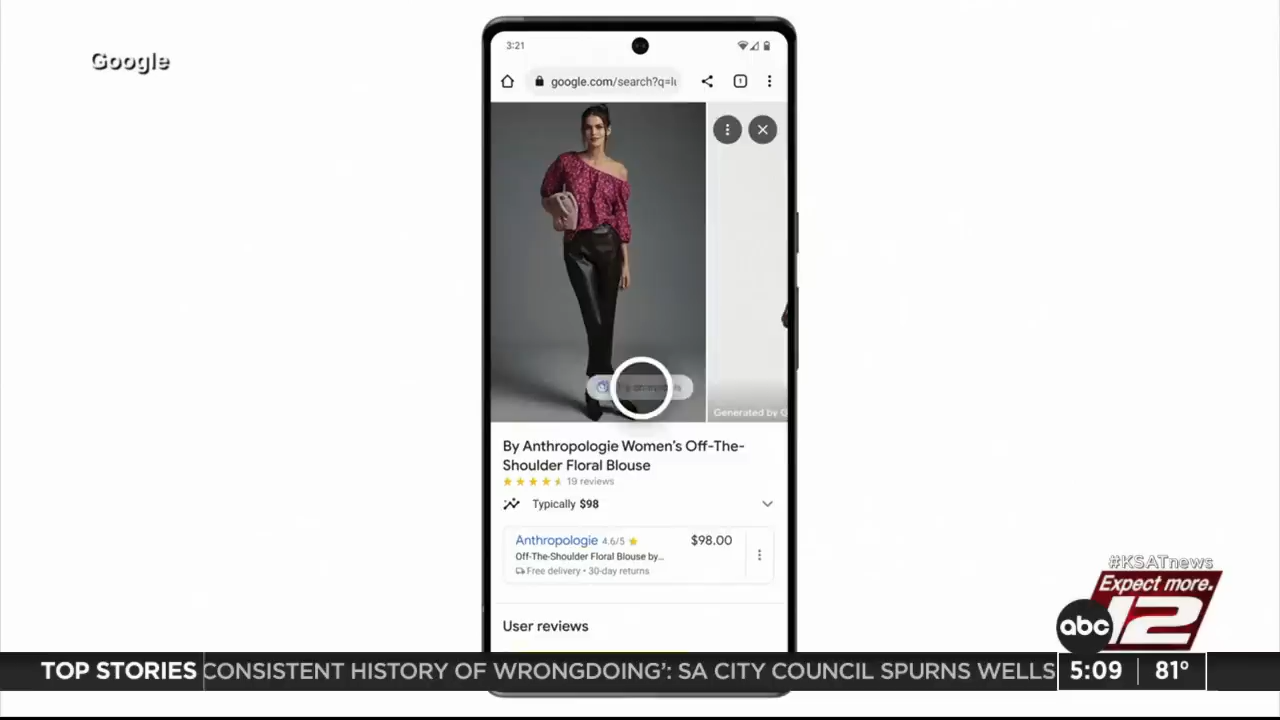 Google
3:21
google.com/search?q=l
1
Generated by G
By Anthropologie Women's Off-The-
Shoulder Floral Blouse
19 reviews
Typically $98
Anthropologie 4.6/5
$98.00
Off-The-Shoulder Floral Blouse by...
Free delivery • 30-day returns
User reviews
#KSATnews
Expect more.
abc 12
TOP STORIES CONSISTENT HISTORY OF WRONGDOING': SA CITY COUNCIL SPURNS WELLS 5:09 81°